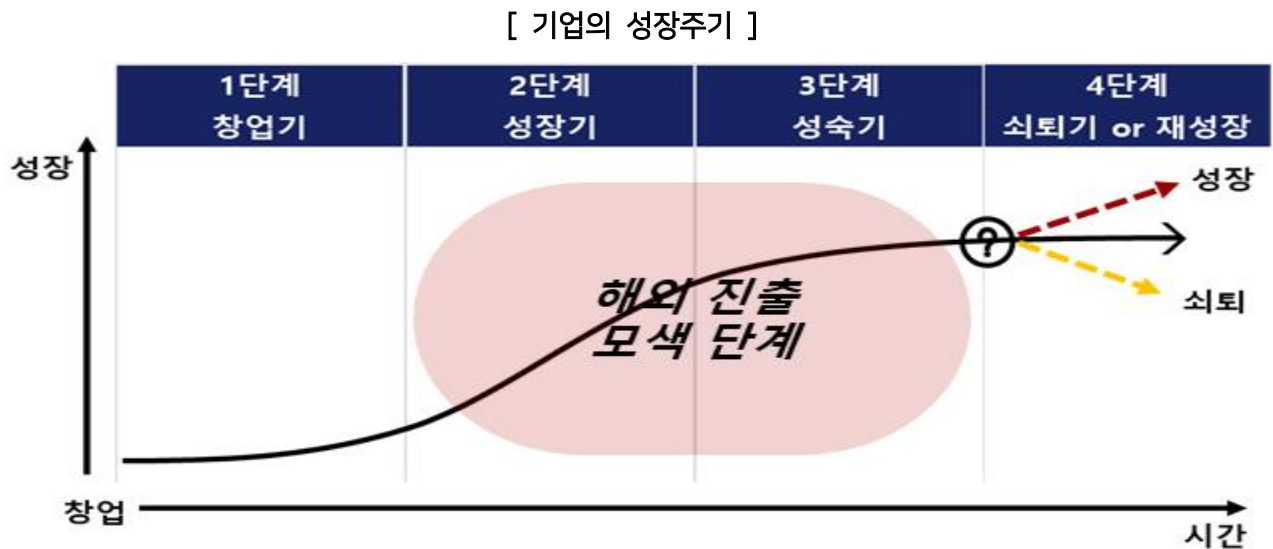 [ 기업의 성장주기 ]
1단계
창업기
2단계
성장기
3단계
성숙기
4단계
쇠퇴기 or 재성장
성장
성장
?
해외 진출
모색 단계
쇠퇴
창업
시간